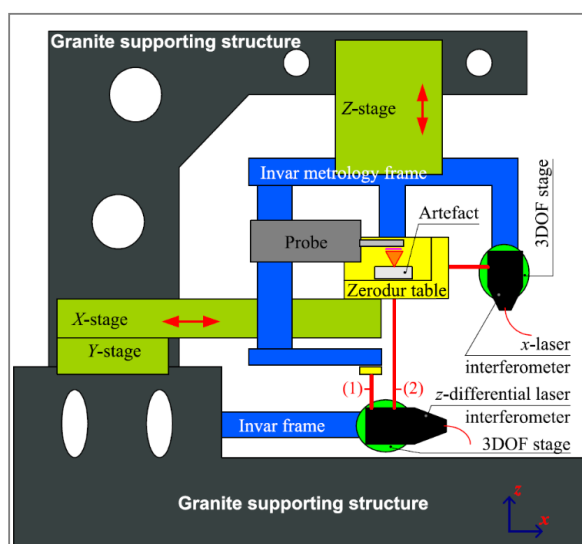 Granite supporting structure
Z-stage
Invar metrology frame
Artefact
3DOF stage
Probe
Zerodur table
X-stage
Y-stage
x-laser
interferometer
(1)
(2)
z-differential laser
interferometer
Invar frame
3DOF stage
Granite supporting structure
z
x